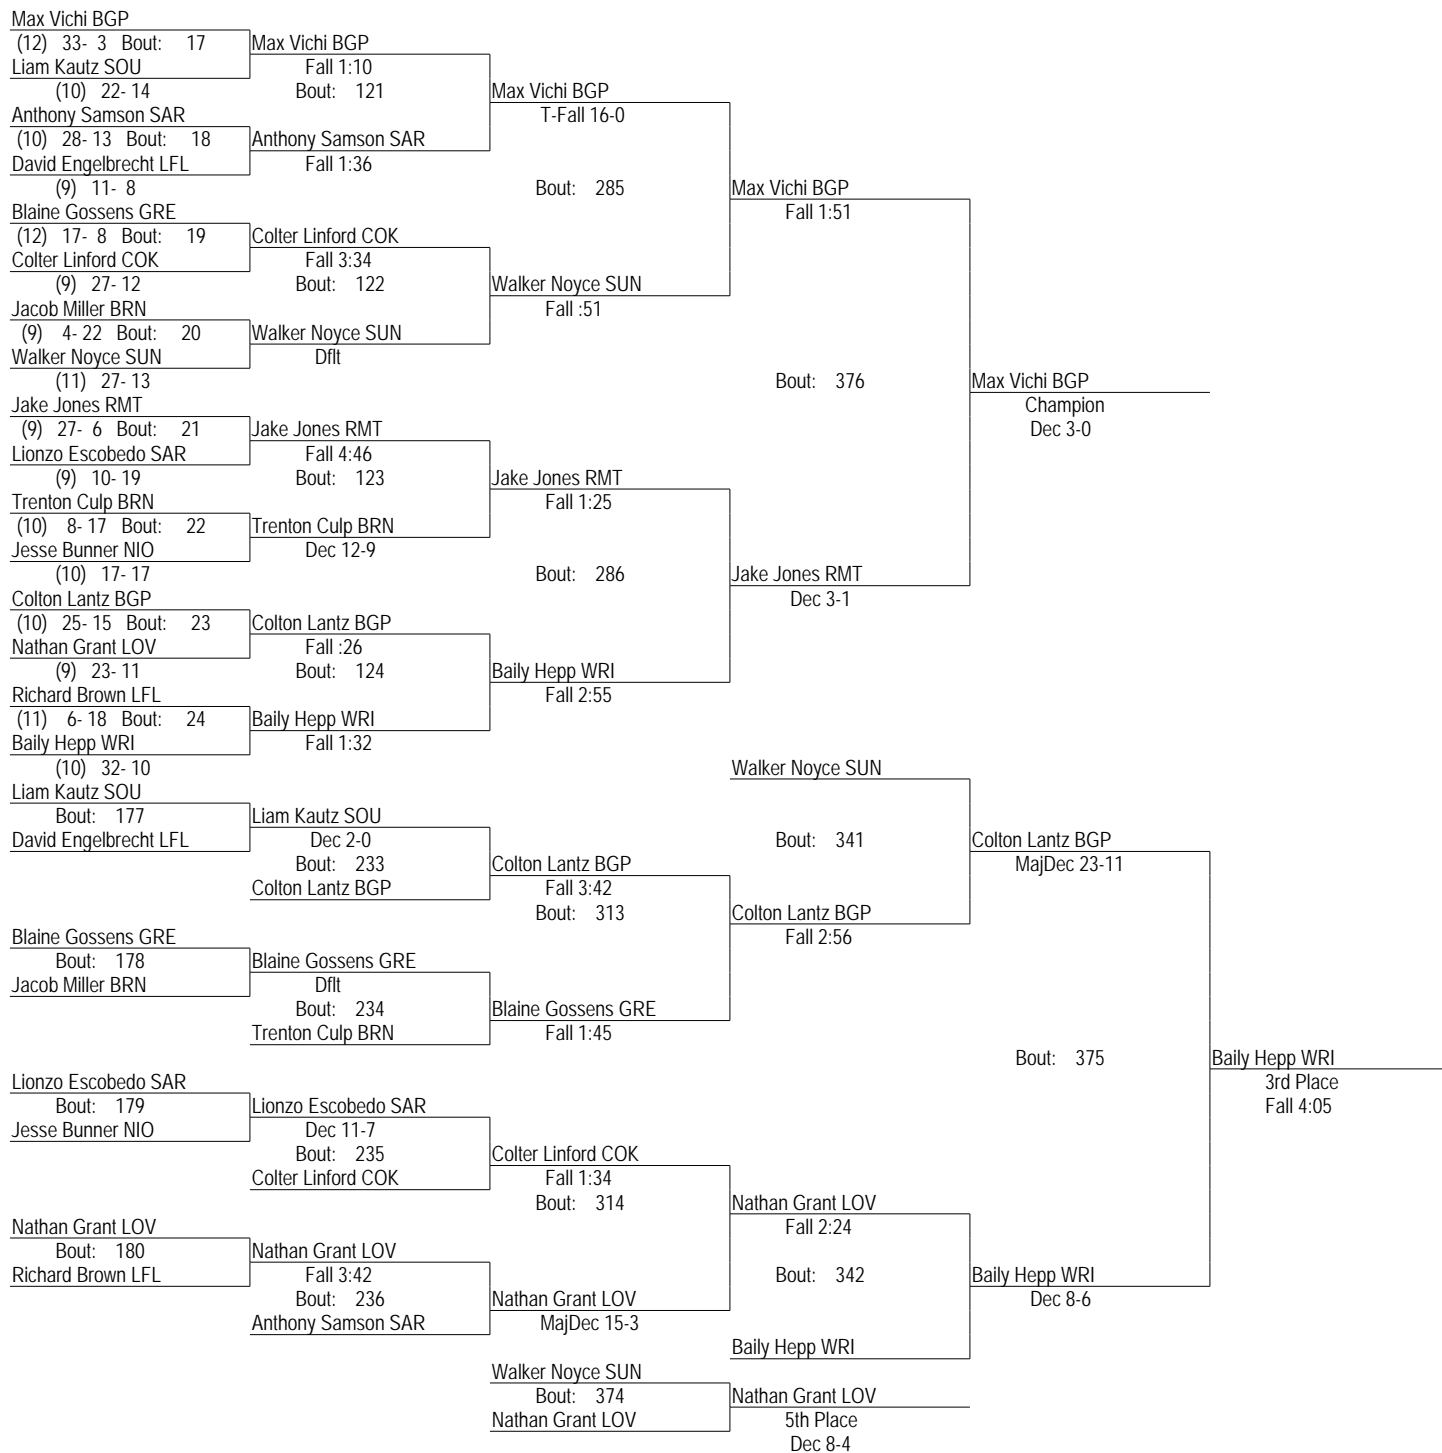 Max Vichi BGP
(12) 33- 3 Bout: 17
Max Vichi BGP
Liam Kautz SOU
Fall 1:10
(10) 22- 14
Bout: 121
Max Vichi BGP
Anthony Samson SAR
T-Fall 16-0
(10) 28- 13 Bout: 18
Anthony Samson SAR
David Engelbrecht LFL
Fall 1:36
(9) 11- 8
Bout: 285
Max Vichi BGP
Blaine Gossens GRE
Fall 1:51
(12) 17- 8 Bout: 19
Colter Linford COK
Colter Linford COK
Fall 3:34
(9) 27- 12
Bout: 122
Walker Noyce SUN
Jacob Miller BRN
Fall :51
(9) 4- 22 Bout: 20
Walker Noyce SUN
Walker Noyce SUN
Dflt
(11) 27- 13
Bout: 376
Max Vichi BGP
Jake Jones RMT
Champion
(9) 27- 6 Bout: 21
Jake Jones RMT
Dec 3-0
Lionzo Escobedo SAR
Fall 4:46
(9) 10- 19
Bout: 123
Jake Jones RMT
Trenton Culp BRN
Fall 1:25
(10) 8- 17 Bout: 22
Trenton Culp BRN
Jesse Bunner NIO
Dec 12-9
(10) 17- 17
Bout: 286
Jake Jones RMT
Colton Lantz BGP
Dec 3-1
(10) 25- 15 Bout: 23
Colton Lantz BGP
Nathan Grant LOV
Fall :26
(9) 23- 11
Bout: 124
Baily Hepp WRI
Richard Brown LFL
Fall 2:55
(11) 6- 18 Bout: 24
Baily Hepp WRI
Baily Hepp WRI
Fall 1:32
(10) 32- 10
Walker Noyce SUN
Liam Kautz SOU
Bout: 177
Liam Kautz SOU
David Engelbrecht LFL
Dec 2-0
Bout: 341
Colton Lantz BGP
Bout: 233
Colton Lantz BGP
MajDec 23-11
Colton Lantz BGP
Fall 3:42
Bout: 313
Colton Lantz BGP
Blaine Gossens GRE
Fall 2:56
Bout: 178
Blaine Gossens GRE
Jacob Miller BRN
Dflt
Bout: 234
Blaine Gossens GRE
Trenton Culp BRN
Fall 1:45
Bout: 375
Baily Hepp WRI
Lionzo Escobedo SAR
3rd Place
Bout: 179
Lionzo Escobedo SAR
Fall 4:05
Jesse Bunner NIO
Dec 11-7
Bout: 235
Colter Linford COK
Colter Linford COK
Fall 1:34
Bout: 314
Nathan Grant LOV
Nathan Grant LOV
Fall 2:24
Bout: 180
Nathan Grant LOV
Richard Brown LFL
Fall 3:42
Bout: 342
Baily Hepp WRI
Bout: 236
Nathan Grant LOV
Dec 8-6
Anthony Samson SAR
MajDec 15-3
Baily Hepp WRI
Walker Noyce SUN
Bout: 374
Nathan Grant LOV
Nathan Grant LOV
5th Place
Dec 8-4